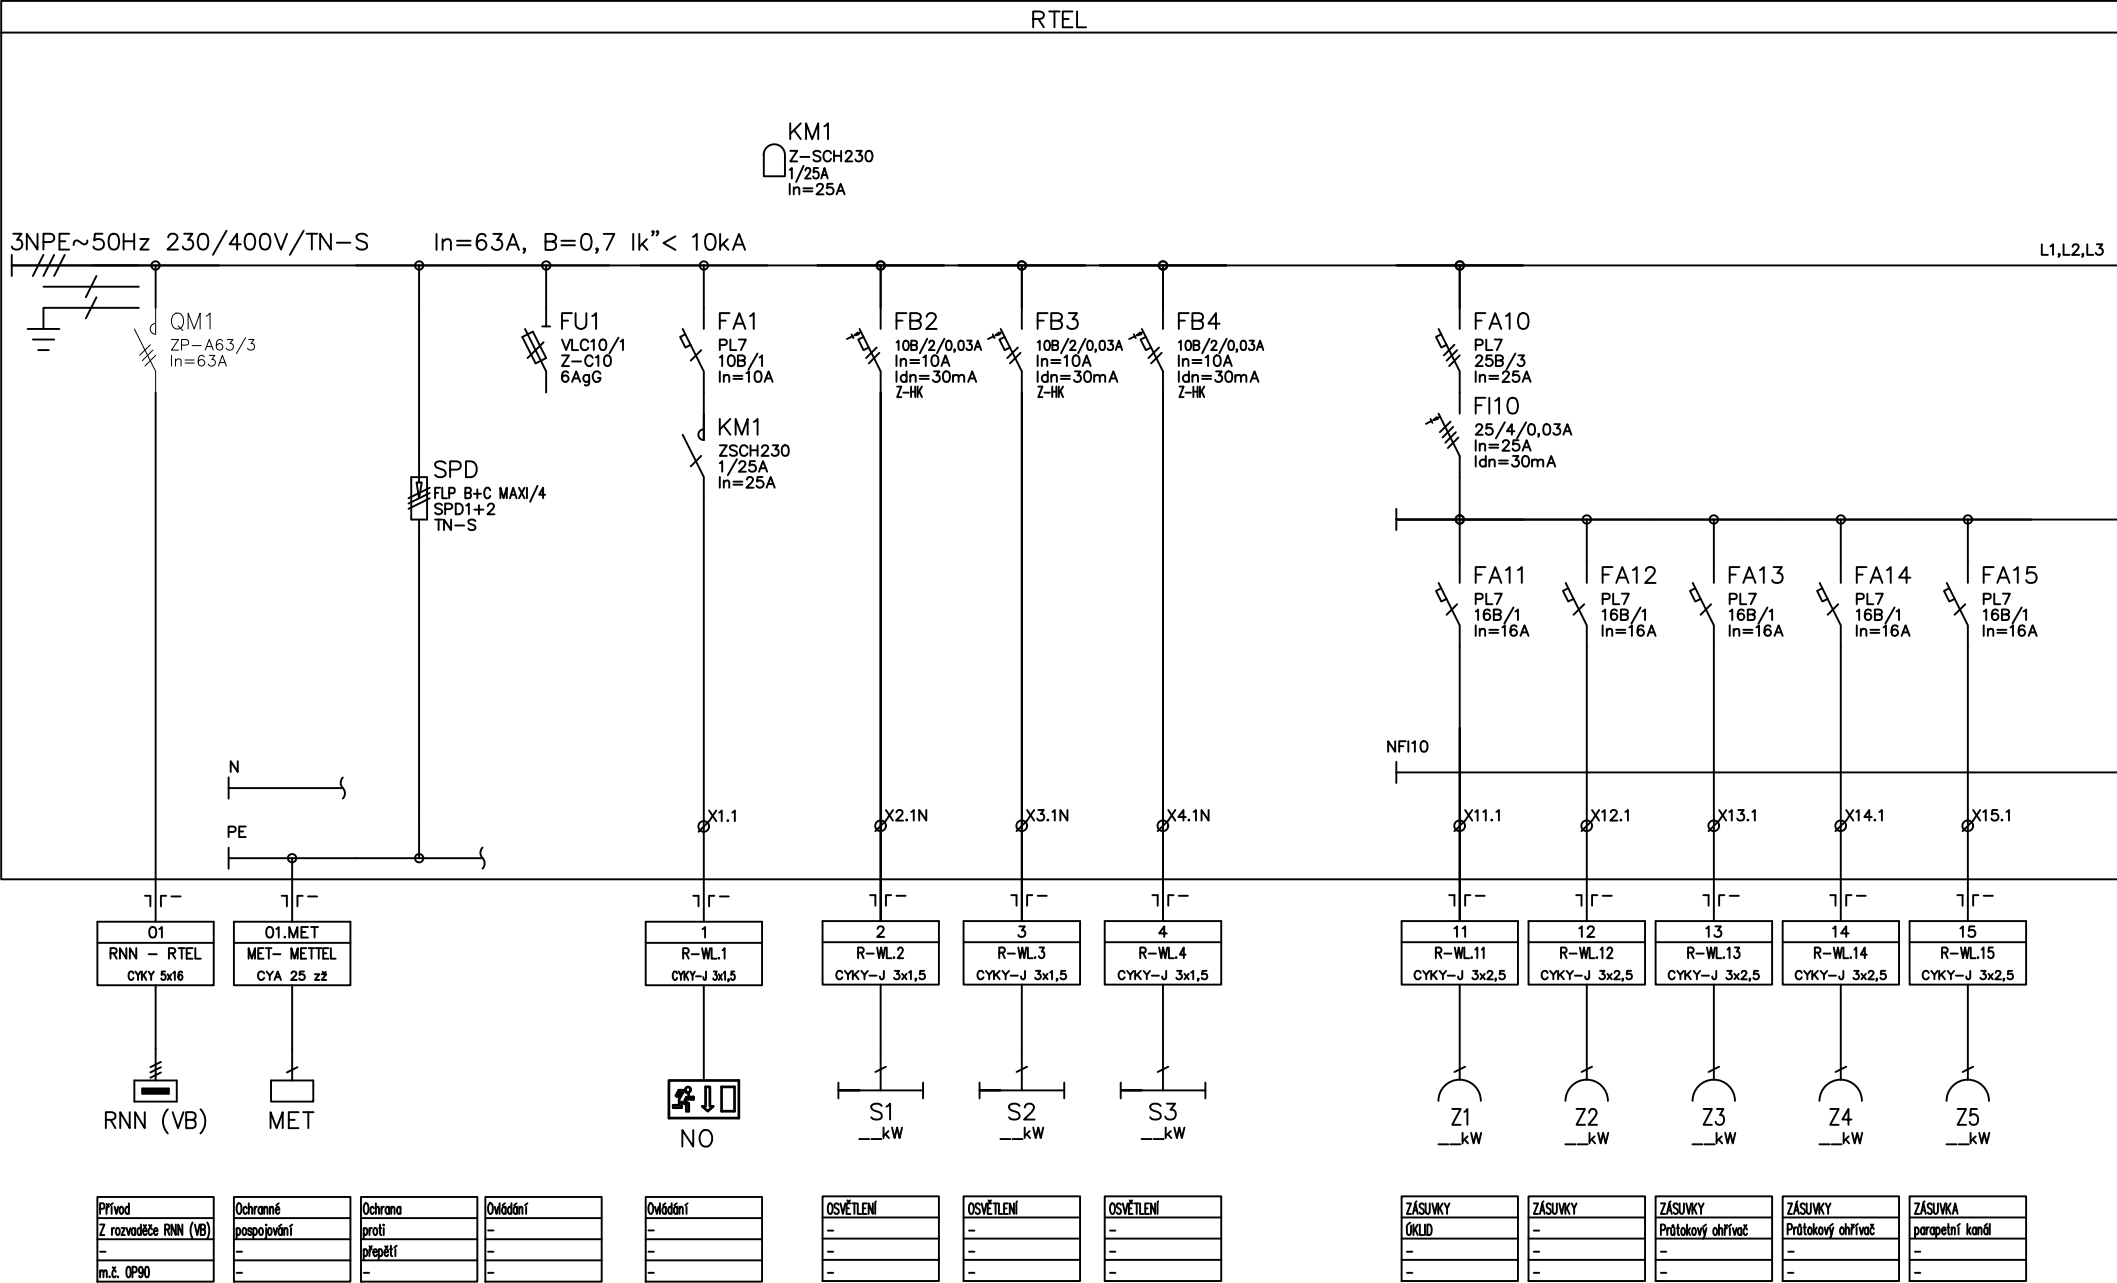 RTEL
KM1
Z-SCH230
1/25A
In=25A
3NPE~50Hz 230/400V/TN-S
In=63A, B=0,7 Ik”< 10kA
L1,L2,L3
QM1
ZP-A63/3
In=63A
FU1
VLC10/1
Z-C10
6AgG
FA1
PL7
10B/1
In=10A
FB2
10B/2/0,03A
In=10A
Idn=30mA
Z-HK
FB3
10B/2/0,03A
In=10A
Idn=30mA
Z-HK
FB4
10B/2/0,03A
In=10A
Idn=30mA
Z-HK
FA10
PL7
25B/3
In=25A
FI10
25/4/0,03A
In=25A
Idn=30mA
KM1
ZSCH230
1/25A
In=25A
SPD
FLP B+C MAXI/4
SPD1+2
TN-S
FA11
PL7
16B/1
In=16A
FA12
PL7
16B/1
In=16A
FA13
PL7
16B/1
In=16A
FA14
PL7
16B/1
In=16A
FA15
PL7
16B/1
In=16A
NFI10
N
PE
X1.1
X2.1N
X3.1N
X4.1N
X11.1
X12.1
X13.1
X14.1
X15.1
01
RNN - RTEL
CYKY 5x16
01.MET
MET- METTEL
CYA 25 zž
1
R-WL.1
CYKY-J 3x1,5
2
R-WL.2
CYKY-J 3x1,5
3
R-WL.3
CYKY-J 3x1,5
4
R-WL.4
CYKY-J 3x1,5
11
R-WL.11
CYKY-J 3x2,5
12
R-WL.12
CYKY-J 3x2,5
13
R-WL.13
CYKY-J 3x2,5
14
R-WL.14
CYKY-J 3x2,5
15
R-WL.15
CYKY-J 3x2,5
RNN (VB)
MET
NO
S1
__kW
S2
__kW
S3
__kW
Z1
__kW
Z2
__kW
Z3
__kW
Z4
__kW
Z5
__kW
Přívod
Z rozvaděče RNN (VB)
-
m.č. 0P90
Ochranné
pospojování
-
-
Ochrana
proti
přepětí
-
Ovládání
-
-
-
Ovládání
-
-
-
OSVĚTLENÍ
-
-
-
OSVĚTLENÍ
-
-
-
OSVĚTLENÍ
-
-
-
ZÁSUVKY
ÚKLID
-
-
ZÁSUVKY
-
-
-
ZÁSUVKY
Průtokový ohřívač
-
-
ZÁSUVKY
Průtokový ohřívač
-
-
ZÁSUVKA
parapetní kanál
-
-